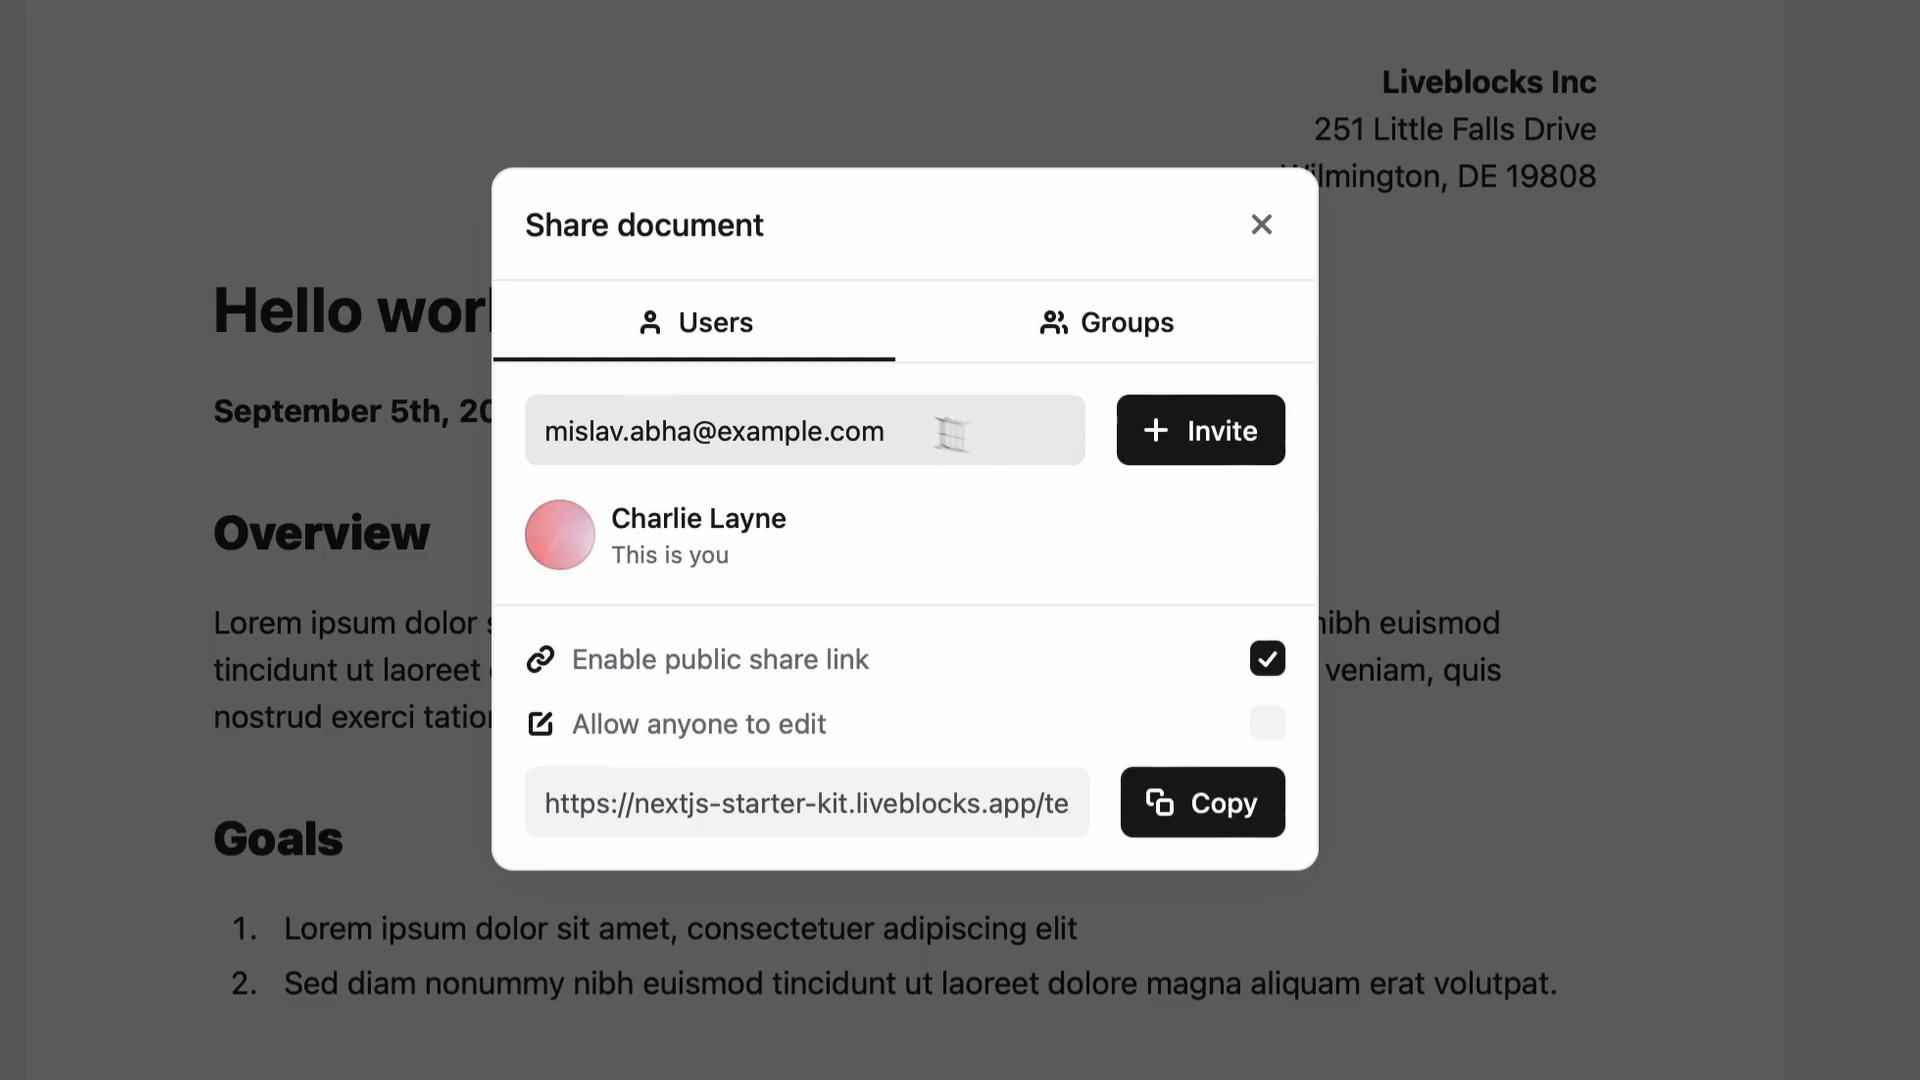 Liveblocks Inc
251 Little Falls Drive
Wilmington, DE 19808
Share document
Hello
Users
Groups
September 5th,
mislav.abha@example.com
Invite
Charlie Layne
This is you
Overview
Lorem ipsum dolor
nibh euismod
tincidunt ut laoreet
veniam, quis
nostrud exerci
Enable public share link
Allow anyone to edit
https://nextjs-starter-kit.liveblocks.app/te
Copy
Goals
1. Lorem ipsum dolor sit amet, consectetuer adipiscing elit
2. Sed diam nonummy nibh euismod tincidunt ut laoreet dolore magna aliquam erat volutpat.